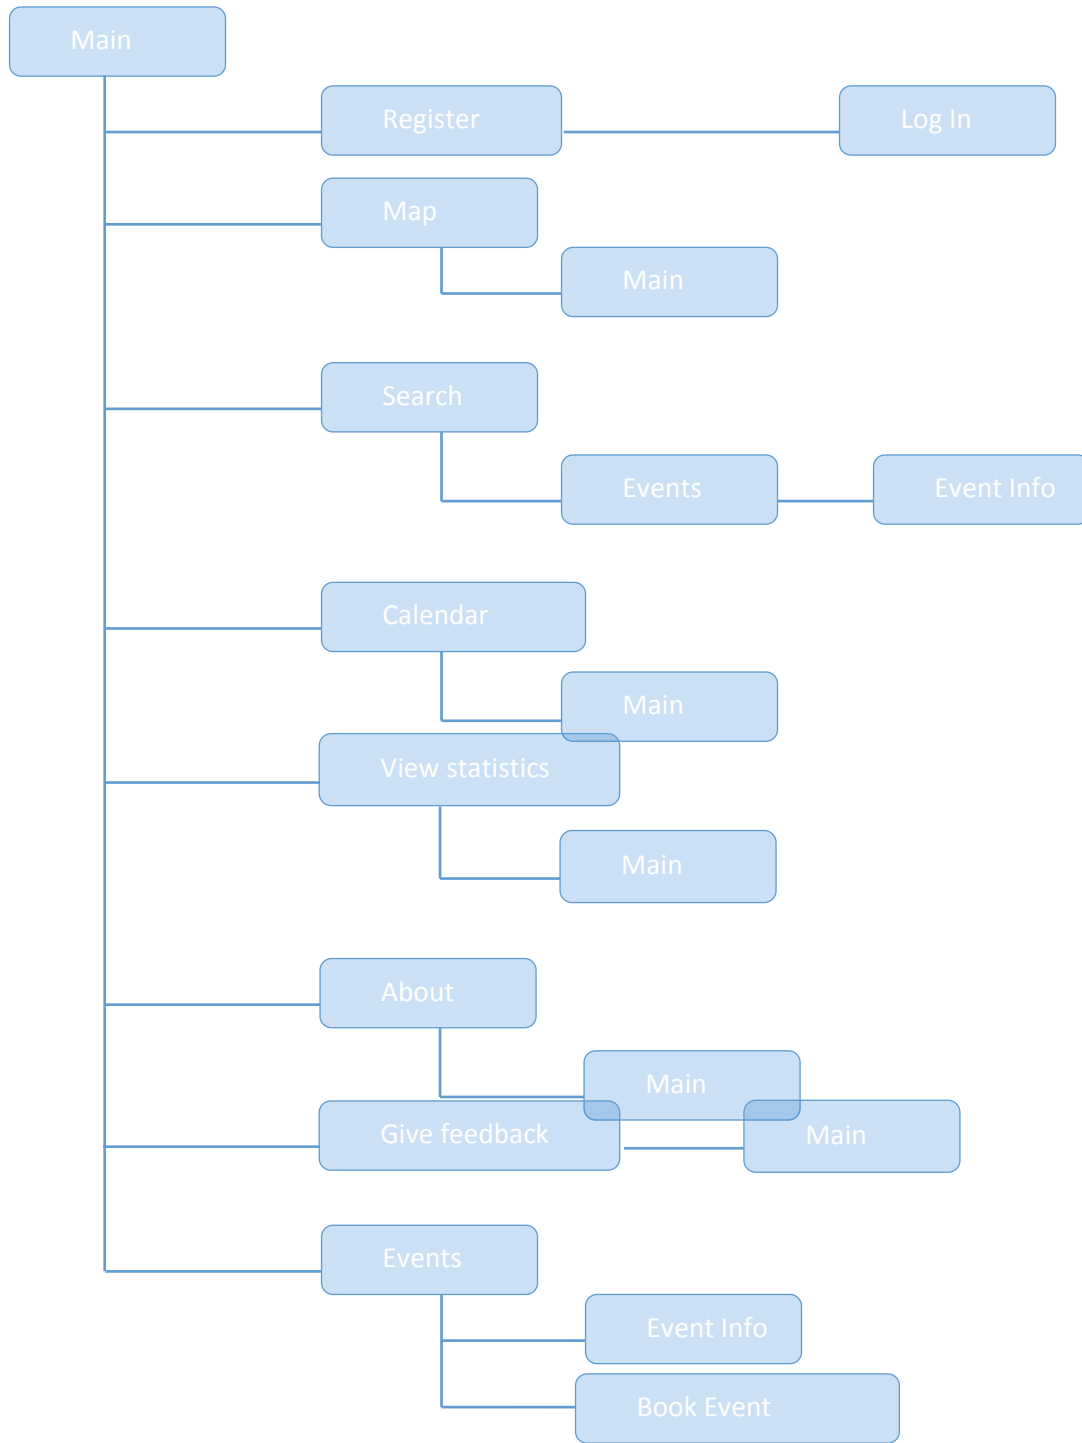 Main
Register
Log In
Map
Main
Search
Events
Event Info
Calendar
Main
View statistics
Main
About
Main
Give feedback
Main
Events
Event Info
Book Event